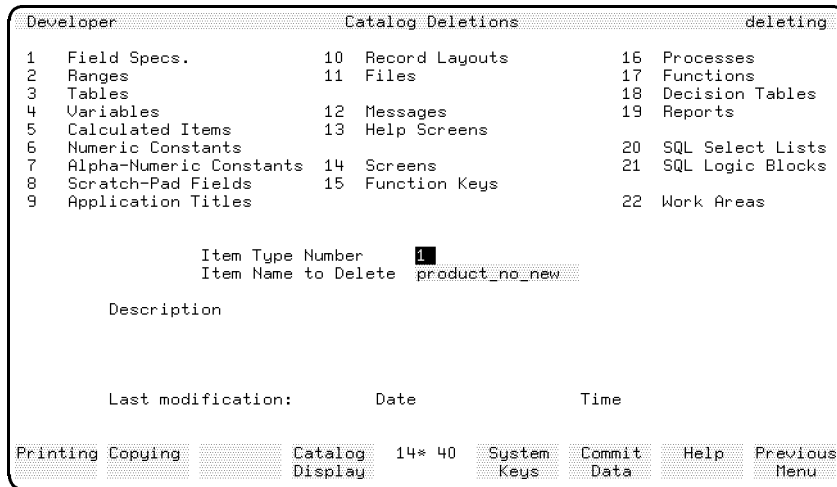 Developer Catalog Deletions deleting
1 Field Specs. 10 Record Layouts 16 Processes
2 Ranges 11 Files 17 Functions
3 Tables 18 Decision Tables
4 Variables 12 Messages 19 Reports
5 Calculated Items 13 Help Screens
6 Numeric Constants 20 SQL Select Lists
7 Alpha-Numeric Constants 14 Screens 21 SQL Logic Blocks
8 Scratch-Pad Fields 15 Function Keys
9 Application Titles 22 Work Areas
Item Type Number 1
Item Name to Delete product_no_new
Description
Last modification: Date Time
Printing Copying Catalog 14* 40 System Commit Help Previous
Display Keys Data Menu